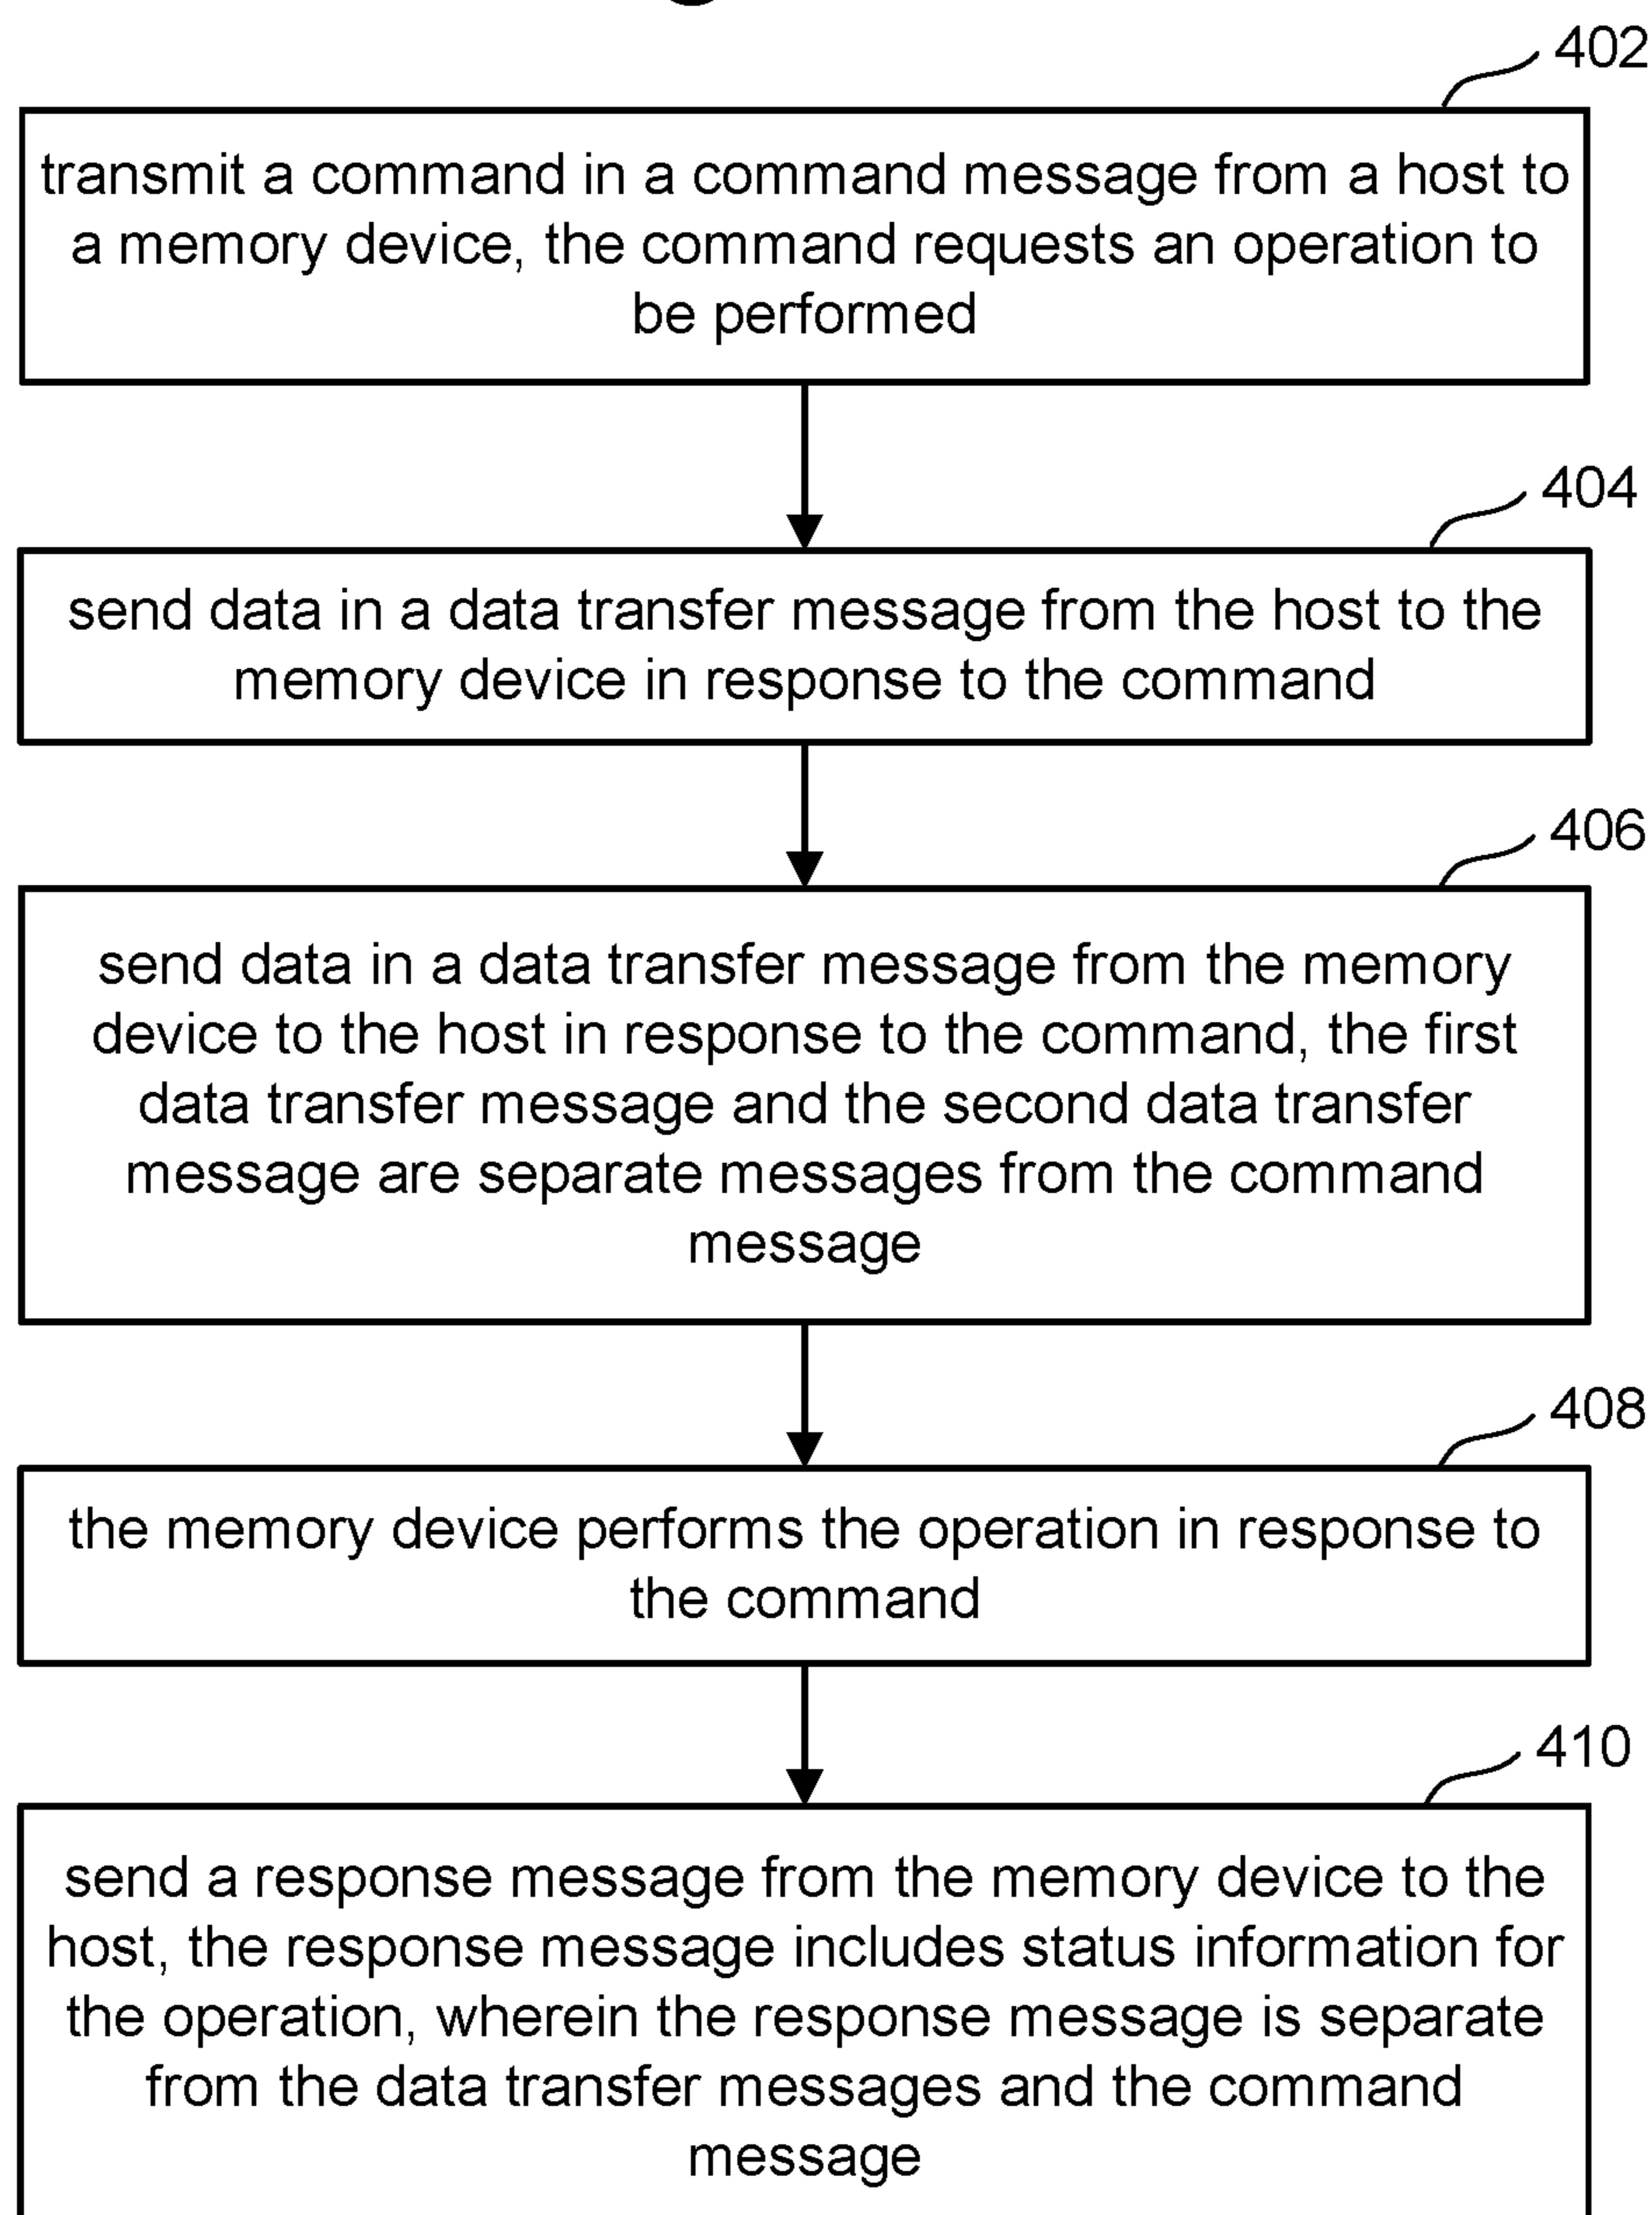 402
transmit a command in a command message from a host to
a memory device, the command requests an operation to
be performed
404
send data in a data transfer message from the host to the
memory device in response to the command
406
send data in a data transfer message from the memory
device to the host in response to the command, the first
data transfer message and the second data transfer
message are separate messages from the command
message
408
the memory device performs the operation in response to
the command
410
send a response message from the memory device to the
host, the response message includes status information for
the operation, wherein the response message is separate
from the data transfer messages and the command
message